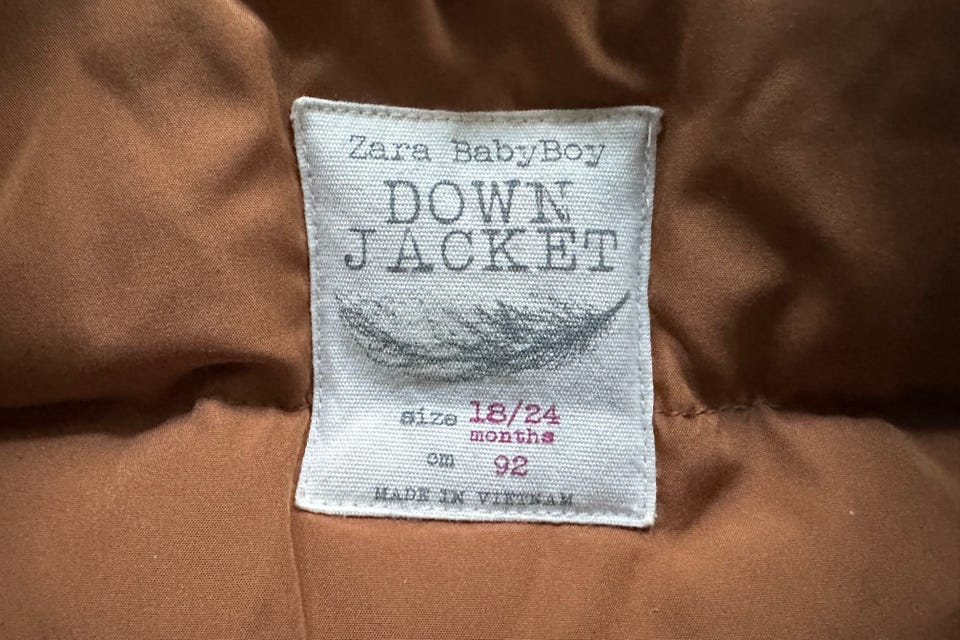 Zara BabyBoy
DOWN
JACKET
size 18/24
months
cm 92
MADE IN VIETNAM